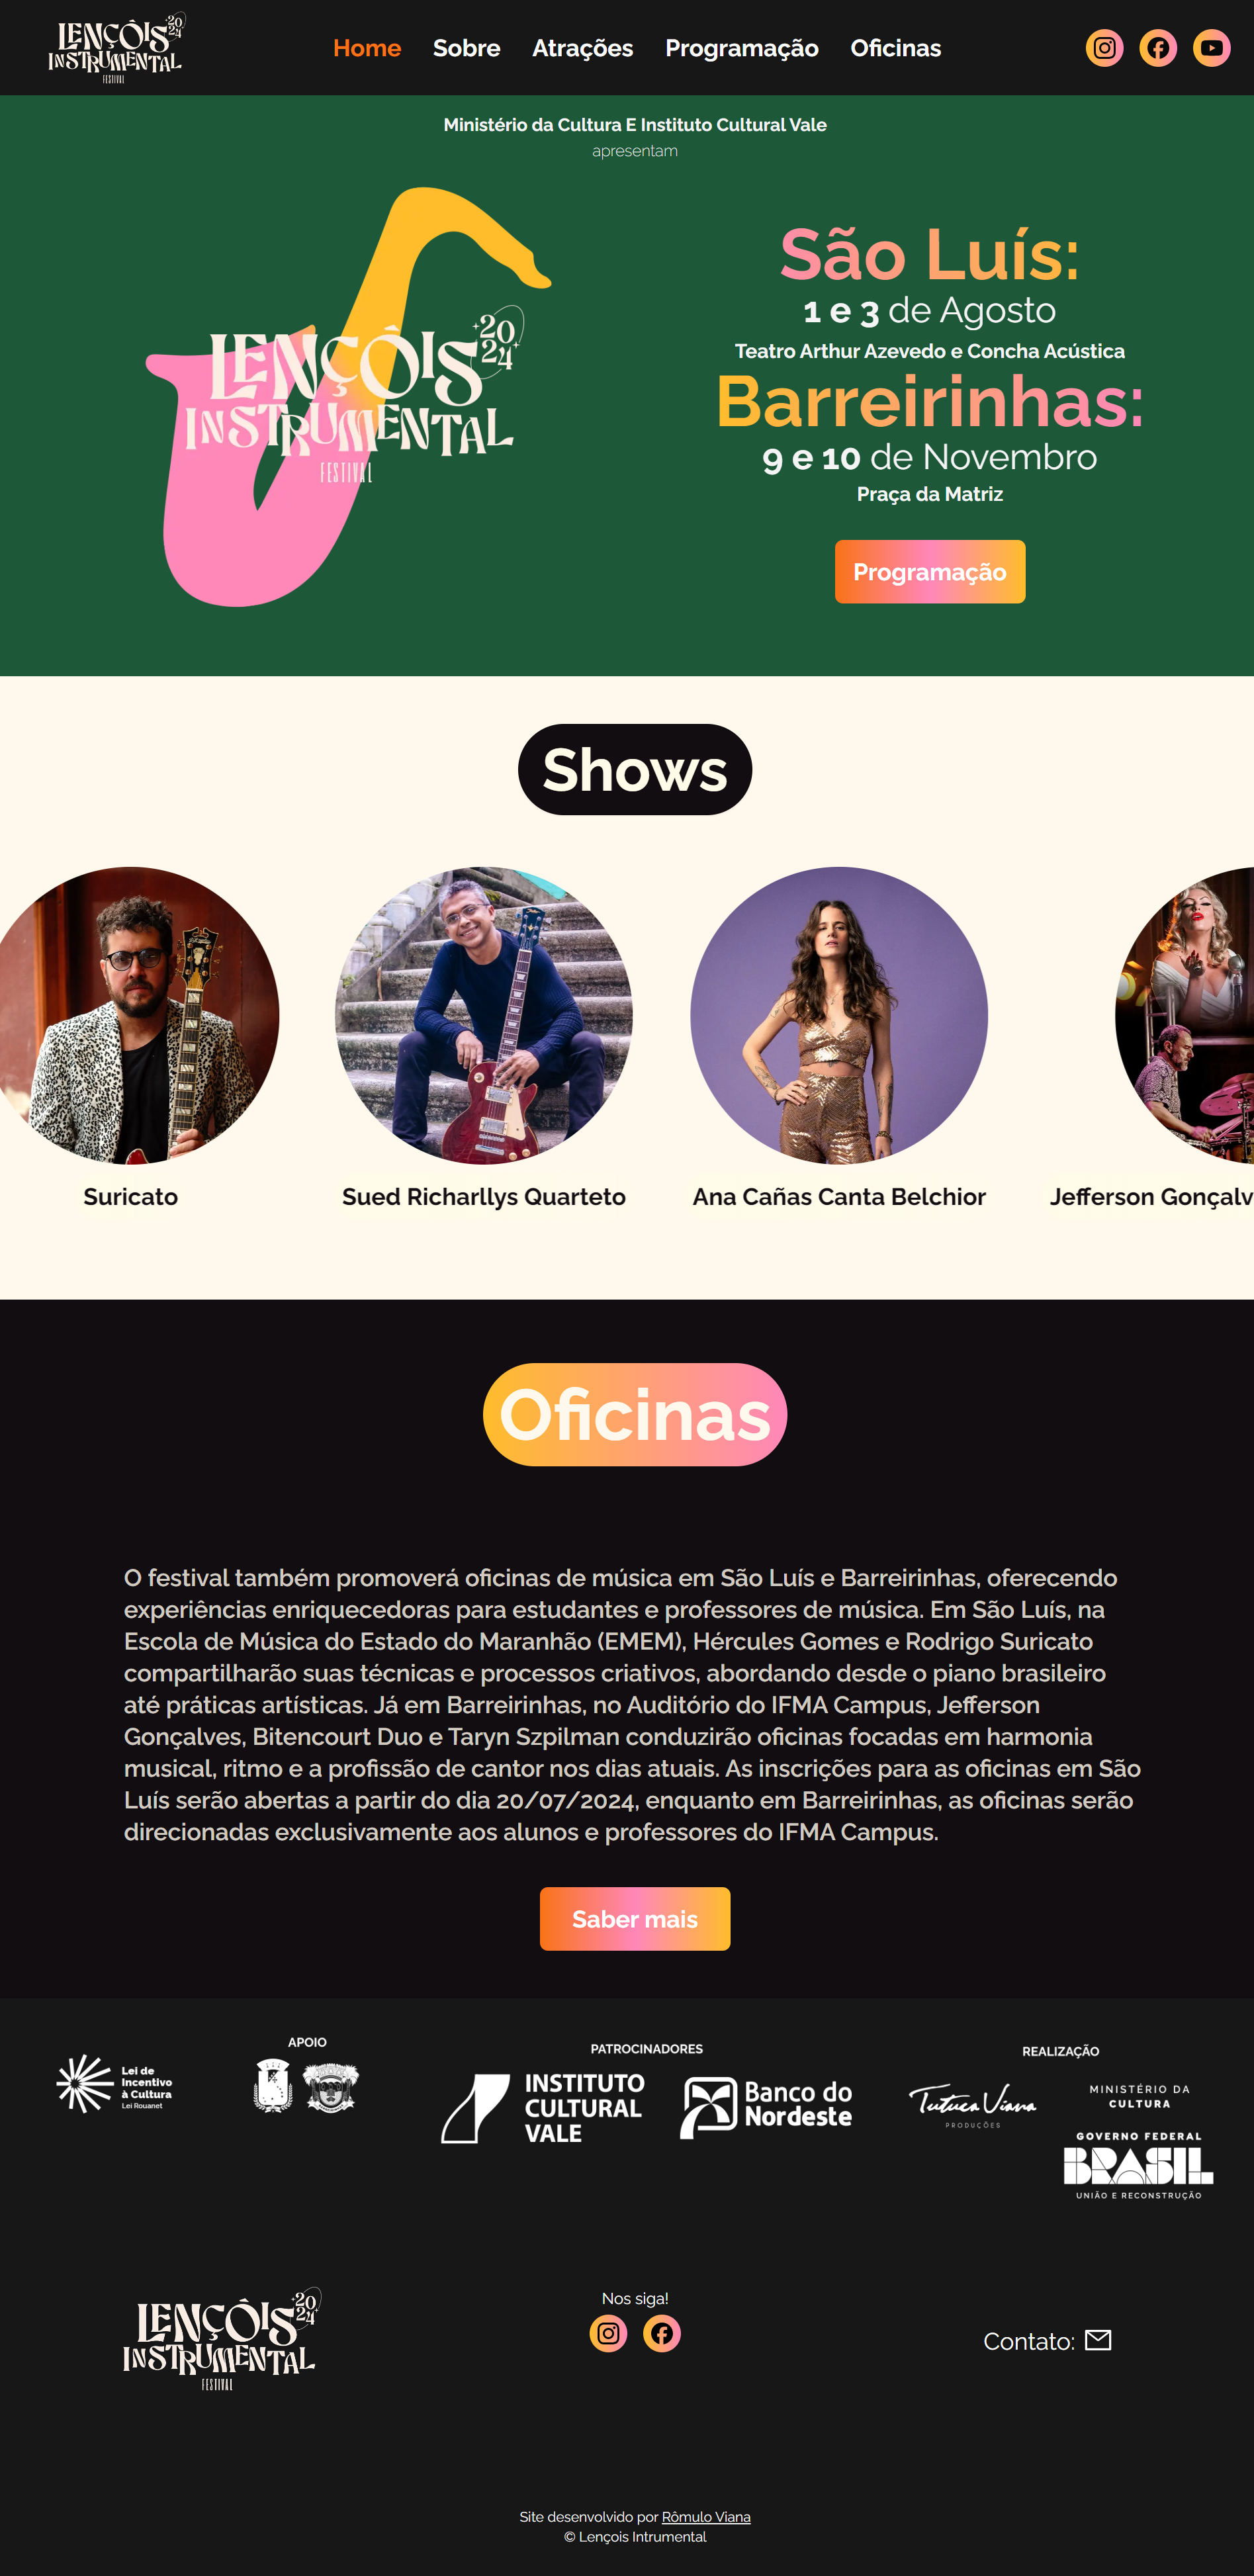 LENÇÔIS 2024
INSTRUMENTAL
FESTIVAL
Home Sobre Atrações Programação Oficinas
Ministério da Cultura E Instituto Cultural Vale
apresentam
LENÇÔIS 2024
INSTRUMENTAL
FESTIVAL
São Luís:
1 e 3 de Agosto
Teatro Arthur Azevedo e Concha Acústica
Barreirinhas:
9 e 10 de Novembro
Praça da Matriz
Programação
Shows
Suricato
Sued Richarllys Quarteto
Ana Cañas Canta Belchior
Jefferson Gonçalv
Oficinas
O festival também promoverá oficinas de música em São Luís e Barreirinhas, oferecendo
experiências enriquecedoras para estudantes e professores de música. Em São Luís, na
Escola de Música do Estado do Maranhão (EMEM), Hércules Gomes e Rodrigo Suricato
compartilharão suas técnicas e processos criativos, abordando desde o piano brasileiro
até práticas artísticas. Já em Barreirinhas, no Auditório do IFMA Campus, Jefferson
Gonçalves, Bitencourt Duo e Taryn Szpilman conduzirão oficinas focadas em harmonia
musical, ritmo e a profissão de cantor nos dias atuais. As inscrições para as oficinas em São
Luís serão abertas a partir do dia 20/07/2024, enquanto em Barreirinhas, as oficinas serão
direcionadas exclusivamente aos alunos e professores do IFMA Campus.
Saber mais
Lei de
Incentivo
à Cultura
Lei Rouanet
APOIO
PATROCINADORES
INSTITUTO
CULTURAL
VALE
Banco do
Nordeste
REALIZAÇÃO
Tutuca Viana
PRODUÇÕES
MINISTÉRIO DA
CULTURA
GOVERNO FEDERAL
BRASIL
UNIÃO E RECONSTRUÇÃO
LENÇÔIS 2024
INSTRUMENTAL
FESTIVAL
Nos siga!
Contato:
Site desenvolvido por Rômulo Viana
© Lençois Intrumental